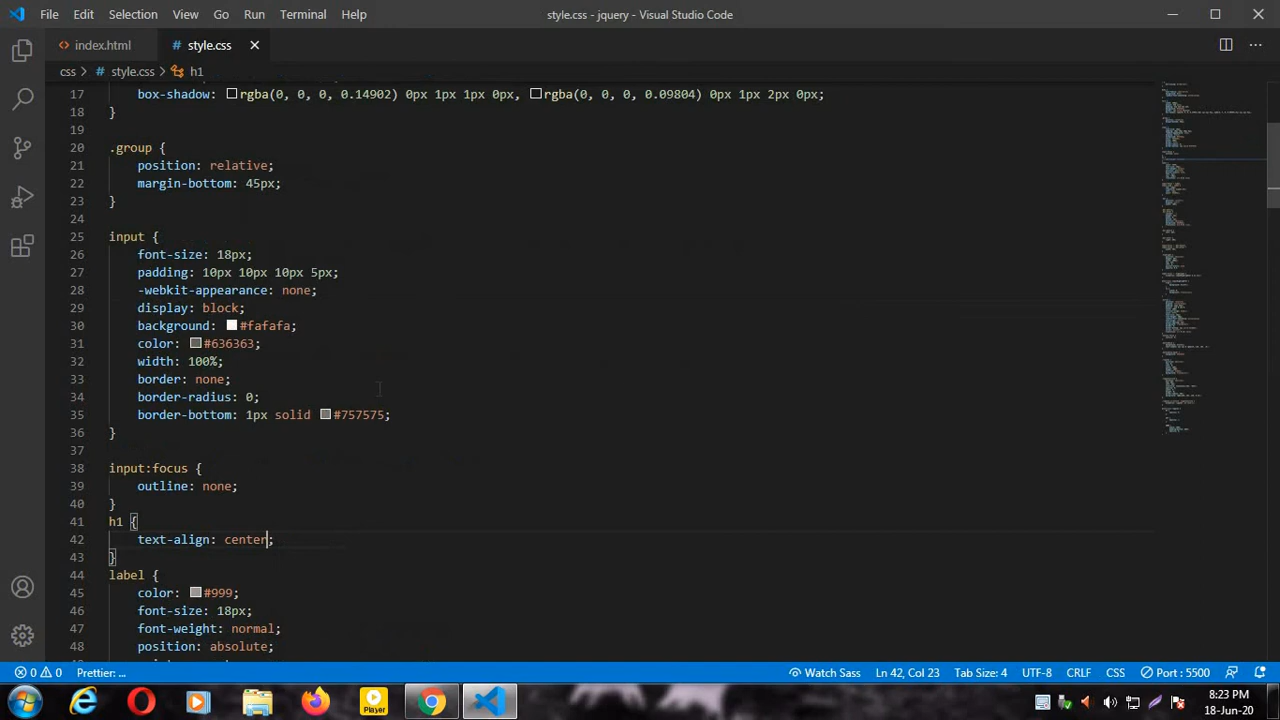 File Edit Selection View Go Run Terminal Help style.css - jquery - Visual Studio Code
index.html # style.css
css > # style.css > h1
17 box-shadow: rgba(0, 0, 0, 0.14902) 0px 1px 1px 0px, rgba(0, 0, 0, 0.09804) 0px 1px 2px 0px;
18 }
19
20 .group {
21 position: relative;
22 margin-bottom: 45px;
23 }
24
25 input {
26 font-size: 18px;
27 padding: 10px 10px 10px 5px;
28 -webkit-appearance: none;
29 display: block;
30 background: #fafafa;
31 color: #636363;
32 width: 100%;
33 border: none;
34 border-radius: 0;
35 border-bottom: 1px solid #757575;
36 }
37
38 input:focus {
39 outline: none;
40 }
41 h1 {
42 text-align: center;
43 }
44 label {
45 color: #999;
46 font-size: 18px;
47 font-weight: normal;
48 position: absolute;
0 0 Prettier: ... Watch Sass Ln 42, Col 23 Tab Size: 4 UTF-8 CRLF CSS Port : 5500
Player
8:23 PM
18-Jun-20